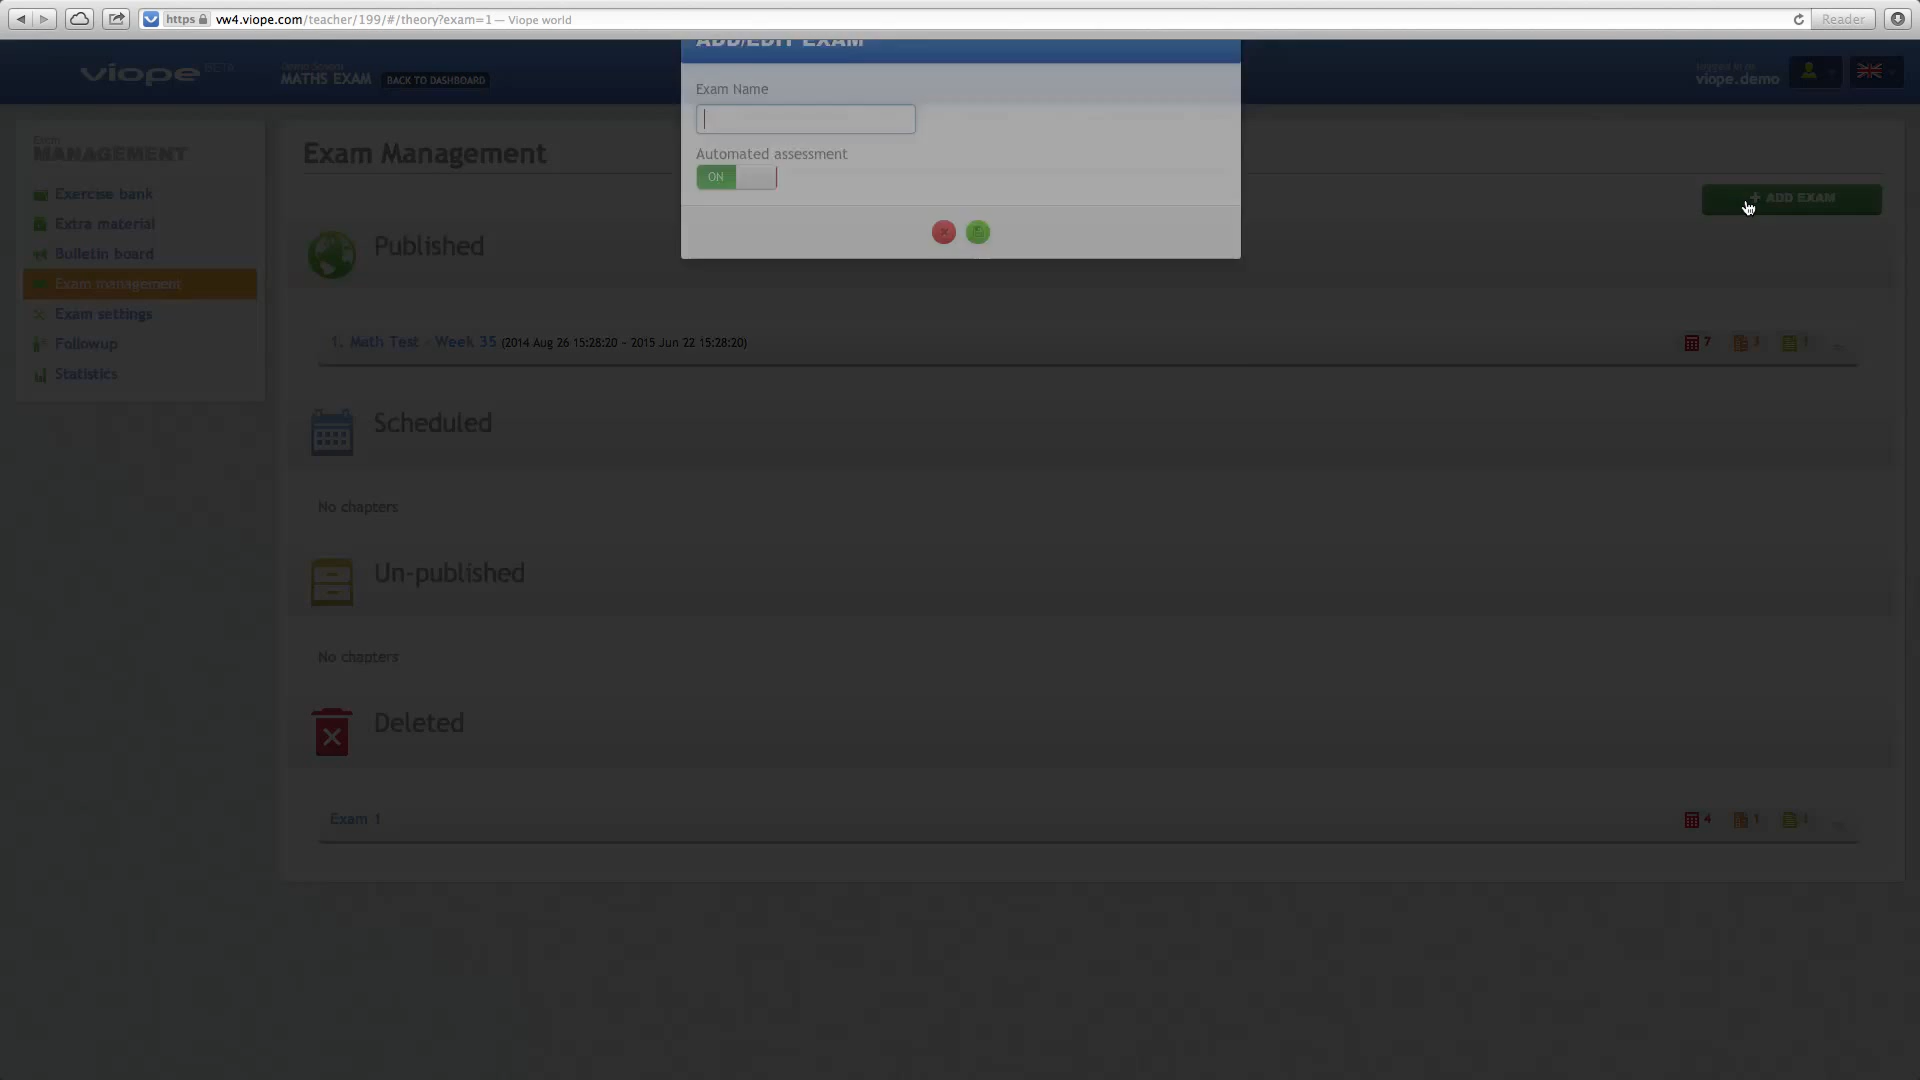 https vw4.viope.com/teacher/199/#/theory?exam=1 — Viope world
Reader
ADD/EDIT EXAM
viope BETA
Demo School
MATHS EXAM BACK TO DASHBOARD
logged in as
viope.demo
Exam Name
Automated assessment
ON
Exam
MANAGEMENT
Exercise bank
Extra material
Bulletin board
Exam management
Exam settings
Followup
Statistics
Exam Management
+ ADD EXAM
Published
1. Math Test - Week 35 (2014 Aug 26 15:28:20 - 2015 Jun 22 15:28:20)
7 3 1
Scheduled
No chapters
Un-published
No chapters
Deleted
Exam 1
4 1 1